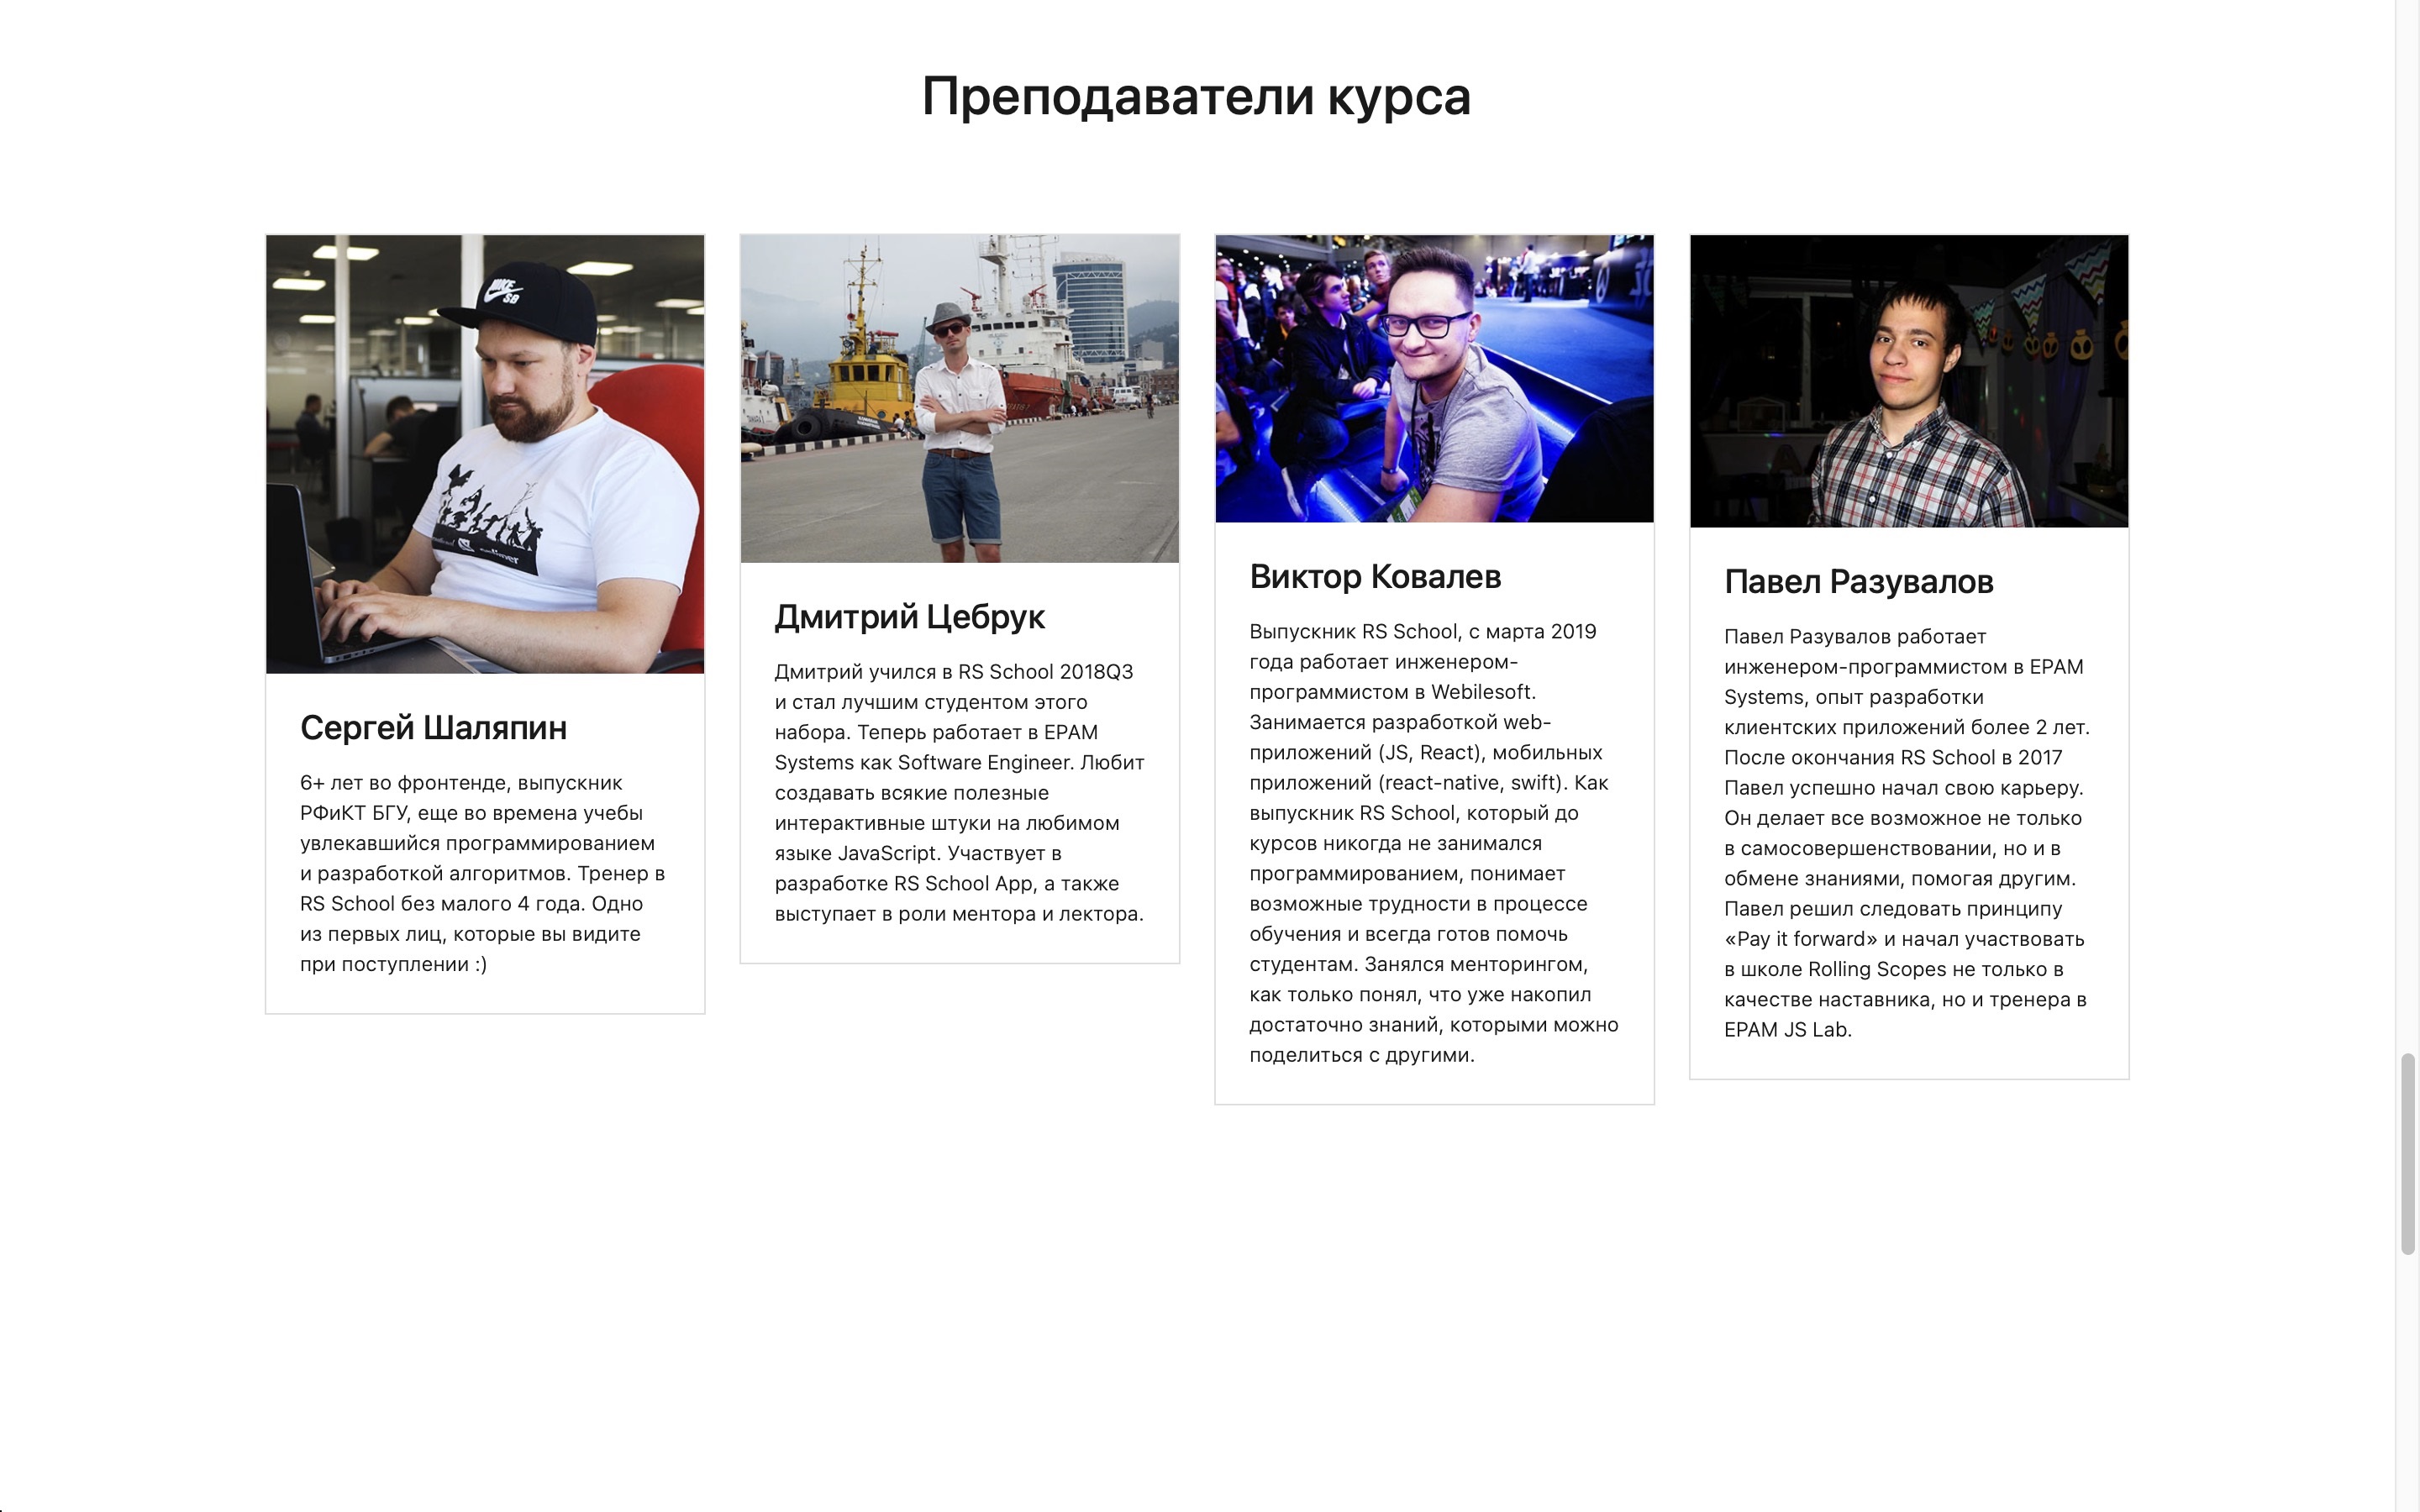 Преподаватели курса
NIKE
SB
Сергей Шаляпин
6+ лет во фронтенде, выпускник
РФиКТ БГУ, еще во времена учебы
увлекавшийся программированием
и разработкой алгоритмов. Тренер в
RS School без малого 4 года. Одно
из первых лиц, которые вы видите
при поступлении :)
Дмитрий Цебрук
Дмитрий учился в RS School 2018Q3
и стал лучшим студентом этого
набора. Теперь работает в EPAM
Systems как Software Engineer. Любит
создавать всякие полезные
интерактивные штуки на любимом
языке JavaScript. Участвует в
разработке RS School App, а также
выступает в роли ментора и лектора.
Виктор Ковалев
Выпускник RS School, с марта 2019
года работает инженером-
программистом в Webilesoft.
Занимается разработкой web-
приложений (JS, React), мобильных
приложений (react-native, swift). Как
выпускник RS School, который до
курсов никогда не занимался
программированием, понимает
возможные трудности в процессе
обучения и всегда готов помочь
студентам. Занялся менторингом,
как только понял, что уже накопил
достаточно знаний, которыми можно
поделиться с другими.
Павел Разувалов
Павел Разувалов работает
инженером-программистом в EPAM
Systems, опыт разработки
клиентских приложений более 2 лет.
После окончания RS School в 2017
Павел успешно начал свою карьеру.
Он делает все возможное не только
в самосовершенствовании, но и в
обмене знаниями, помогая другим.
Павел решил следовать принципу
«Pay it forward» и начал участвовать
в школе Rolling Scopes не только в
качестве наставника, но и тренера в
EPAM JS Lab.